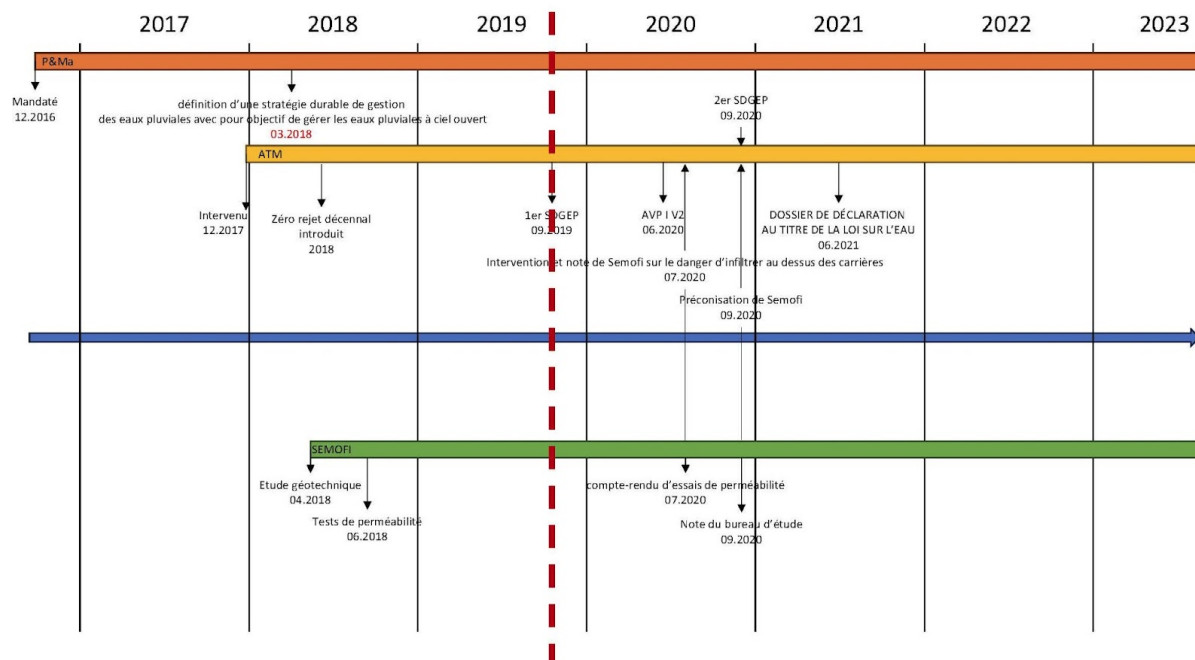 2017
2018
2019
2020
2021
2022
2023
P&Ma
Mandaté
12.2016
définition d'une stratégie durable de gestion
des eaux pluviales avec pour objectif de gérer les eaux pluviales à ciel ouvert
03.2018
2er SDGEP
09.2020
ATM
Intervenu
12.2017
Zéro rejet décennal
introduit
2018
1er SDGEP
09.2019
AVP I V2
06.2020
DOSSIER DE DÉCLARATION
AU TITRE DE LA LOI SUR L'EAU
06.2021
Intervention et note de Semofi sur le danger d'infiltrer au dessus des carrières
07.2020
Préconisation de Semofi
09.2020
SEMOFI
Etude géotechnique
04.2018
Tests de perméabilité
06.2018
compte-rendu d'essais de perméabilité
07.2020
Note du bureau d'étude
09.2020